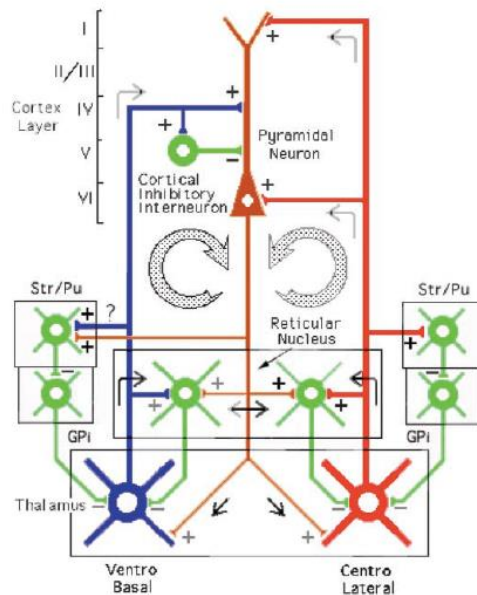 I
II/III
Cortex
Layer
IV
V
VI
+
+
+
−
+
Pyramidal
Neuron
Cortical
Inhibitory
Interneuron
Str/Pu
?
+
+
−
GPi
Reticular
Nucleus
+
+
+
+
Str/Pu
+
−
GPi
Thalamus
−
−
+
−
−
+
Ventro
Basal
Centro
Lateral